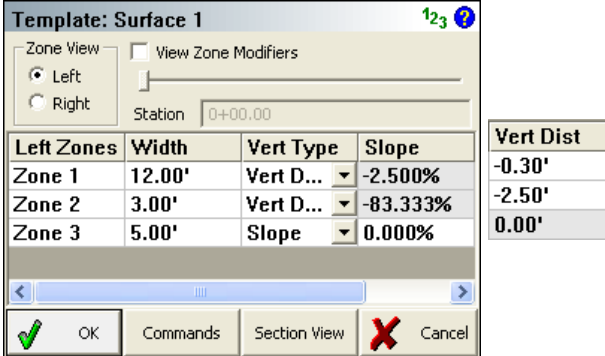 Template: Surface 1 123 ?
Zone View
View Zone Modifiers
Left
Right
Station 0+00.00
Left Zones Width Vert Type Slope Vert Dist
Zone 1 12.00' Vert D... -2.500% -0.30'
Zone 2 3.00' Vert D... -83.333% -2.50'
Zone 3 5.00' Slope 0.000% 0.00'
OK Commands Section View Cancel